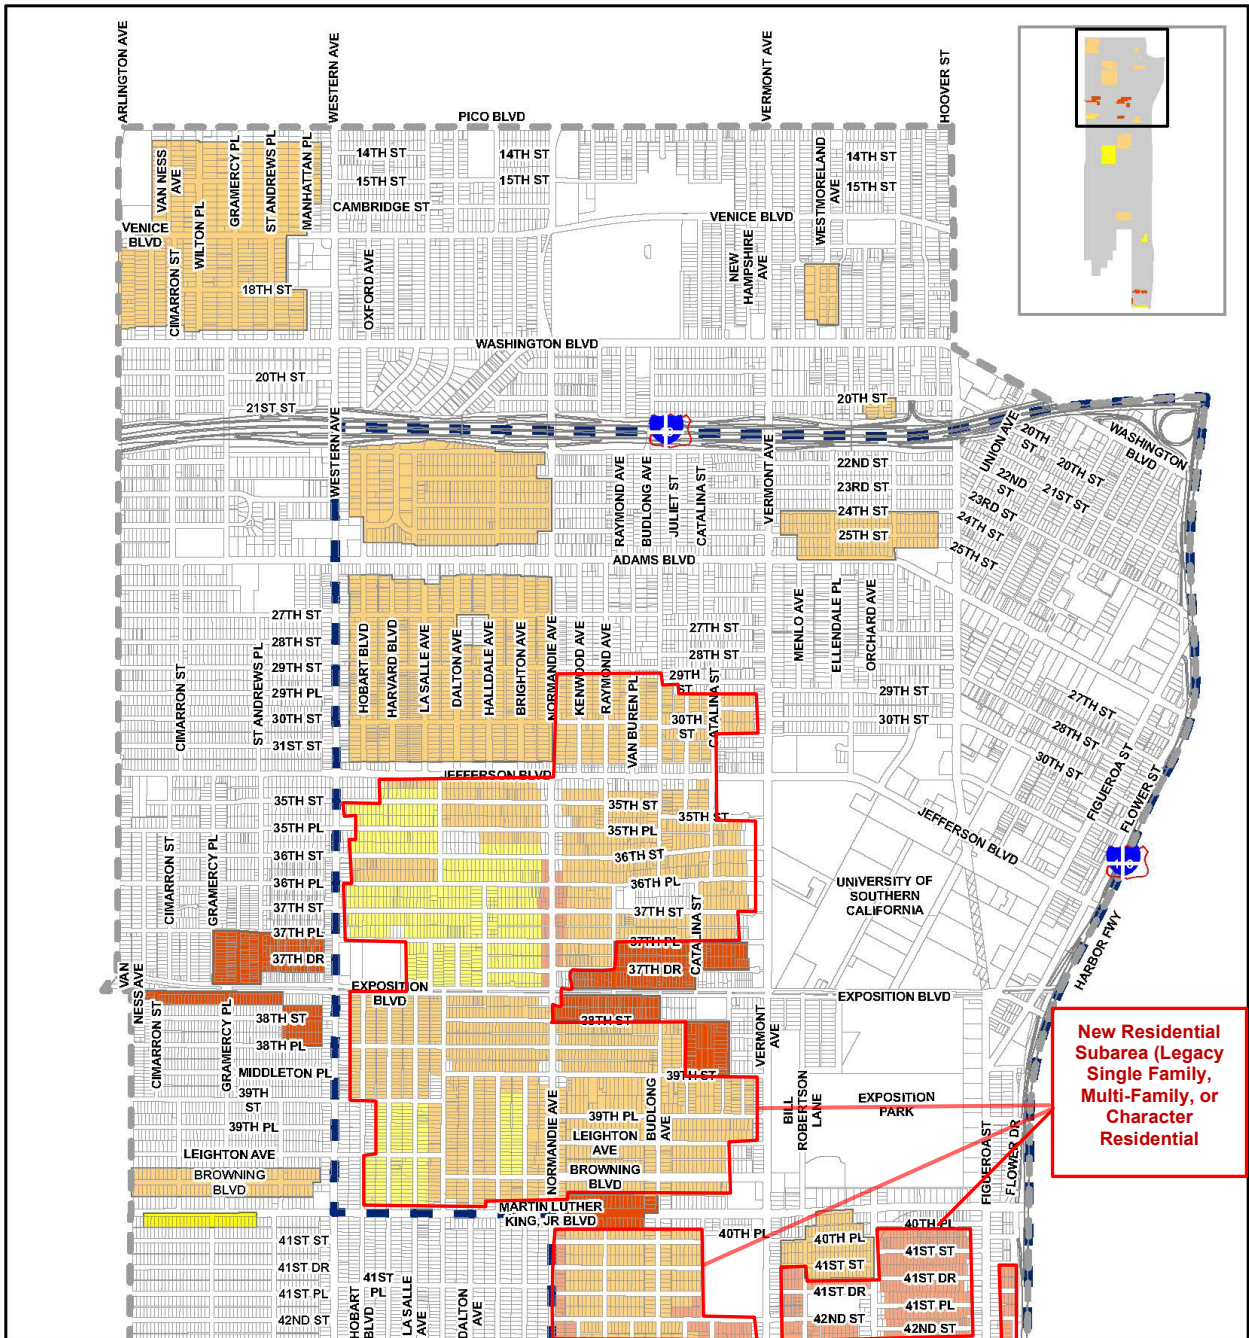 ARLINGTON AVE
WESTERN AVE
PICO BLVD
VERMONT AVE
HOOVER ST
VAN NESS
AVE
WILTON PL
GRAMERCY PL
ST ANDREWS PL
MANHATTAN PL
14TH ST
14TH ST
14TH ST
15TH ST
15TH ST
15TH ST
CAMBRIDGE ST
WESTMORELAND
AVE
VENICE BLVD
VENICE
BLVD
CIMARRON ST
OXFORD AVE
NEW
HAMPSHIRE
AVE
18TH ST
WASHINGTON BLVD
20TH ST
21ST ST
20TH ST
WESTERN AVE
UNION AVE
20TH
ST
WASHINGTON
BLVD
20TH ST
21ST ST
22ND
ST
23RD ST
24TH ST
25TH ST
RAYMOND AVE
BUDLONG AVE
JULIET ST
CATALINA ST
VERMONT AVE
22ND ST
23RD ST
24TH ST
25TH ST
ADAMS BLVD
27TH ST
28TH ST
29TH ST
29TH PL
30TH ST
31ST ST
CIMARRON ST
ST ANDREWS PL
HOBART BLVD
HARVARD BLVD
LA SALLE AVE
DALTON AVE
HALLDALE AVE
BRIGHTON AVE
NORMANDIE AVE
KENWOOD AVE
RAYMOND AVE
VAN BUREN PL
27TH ST
28TH ST
29TH
ST
30TH
ST
CATALINA ST
MENLO AVE
ELLENDALE PL
ORCHARD AVE
29TH ST
30TH ST
27TH ST
28TH ST
30TH ST
FIGUEROA ST
FLOWER ST
JEFFERSON BLVD
JEFFERSON BLVD
35TH ST
35TH PL
36TH ST
36TH PL
37TH ST
37TH PL
37TH DR
CIMARRON ST
GRAMERCY PL
35TH ST
35TH ST
35TH PL
36TH ST
36TH PL
37TH ST
37TH PL
37TH DR
CATALINA ST
UNIVERSITY OF
SOUTHERN
CALIFORNIA
HARBOR FWY
VAN
NESS AVE
EXPOSITION
BLVD
EXPOSITION BLVD
CIMARRON ST
GRAMERCY PL
38TH ST
38TH PL
MIDDLETON PL
39TH
ST
39TH PL
LEIGHTON AVE
BROWNING
BLVD
38TH ST
39TH ST
NORMANDIE AVE
39TH PL
BUDLONG
AVE
LEIGHTON
AVE
BROWNING
BLVD
VERMONT
AVE
BILL
ROBERTSON
LANE
EXPOSITION
PARK
FIGUEROA ST
FLOWER DR
New Residential
Subarea (Legacy
Single Family,
Multi-Family, or
Character
Residential
MARTIN LUTHER
KING, JR BLVD
40TH PL
40TH PL
40TH PL
41ST ST
41ST DR
41ST PL
42ND ST
41ST
PL
HOBART
BLVD
LA SALLE
AVE
DALTON
AVE
41ST ST
41ST DR
42ND ST
41ST ST
41ST DR
41ST PL
42ND ST